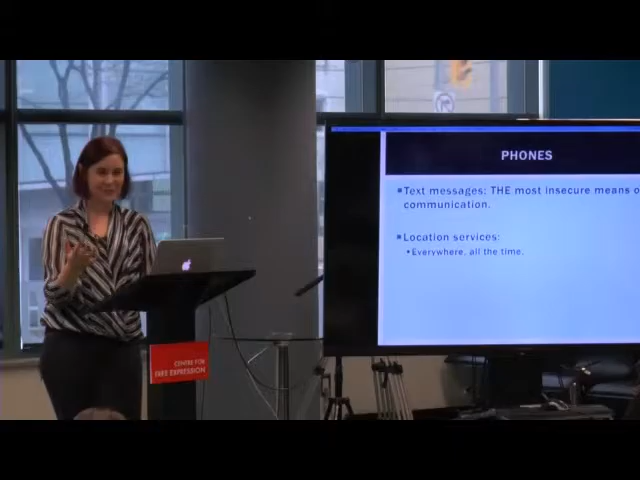 PHONES
▪Text messages: THE most insecure means
communication.
▪Location services:
•Everywhere, all the time.
CENTRE FOR
FREE EXPRESSION